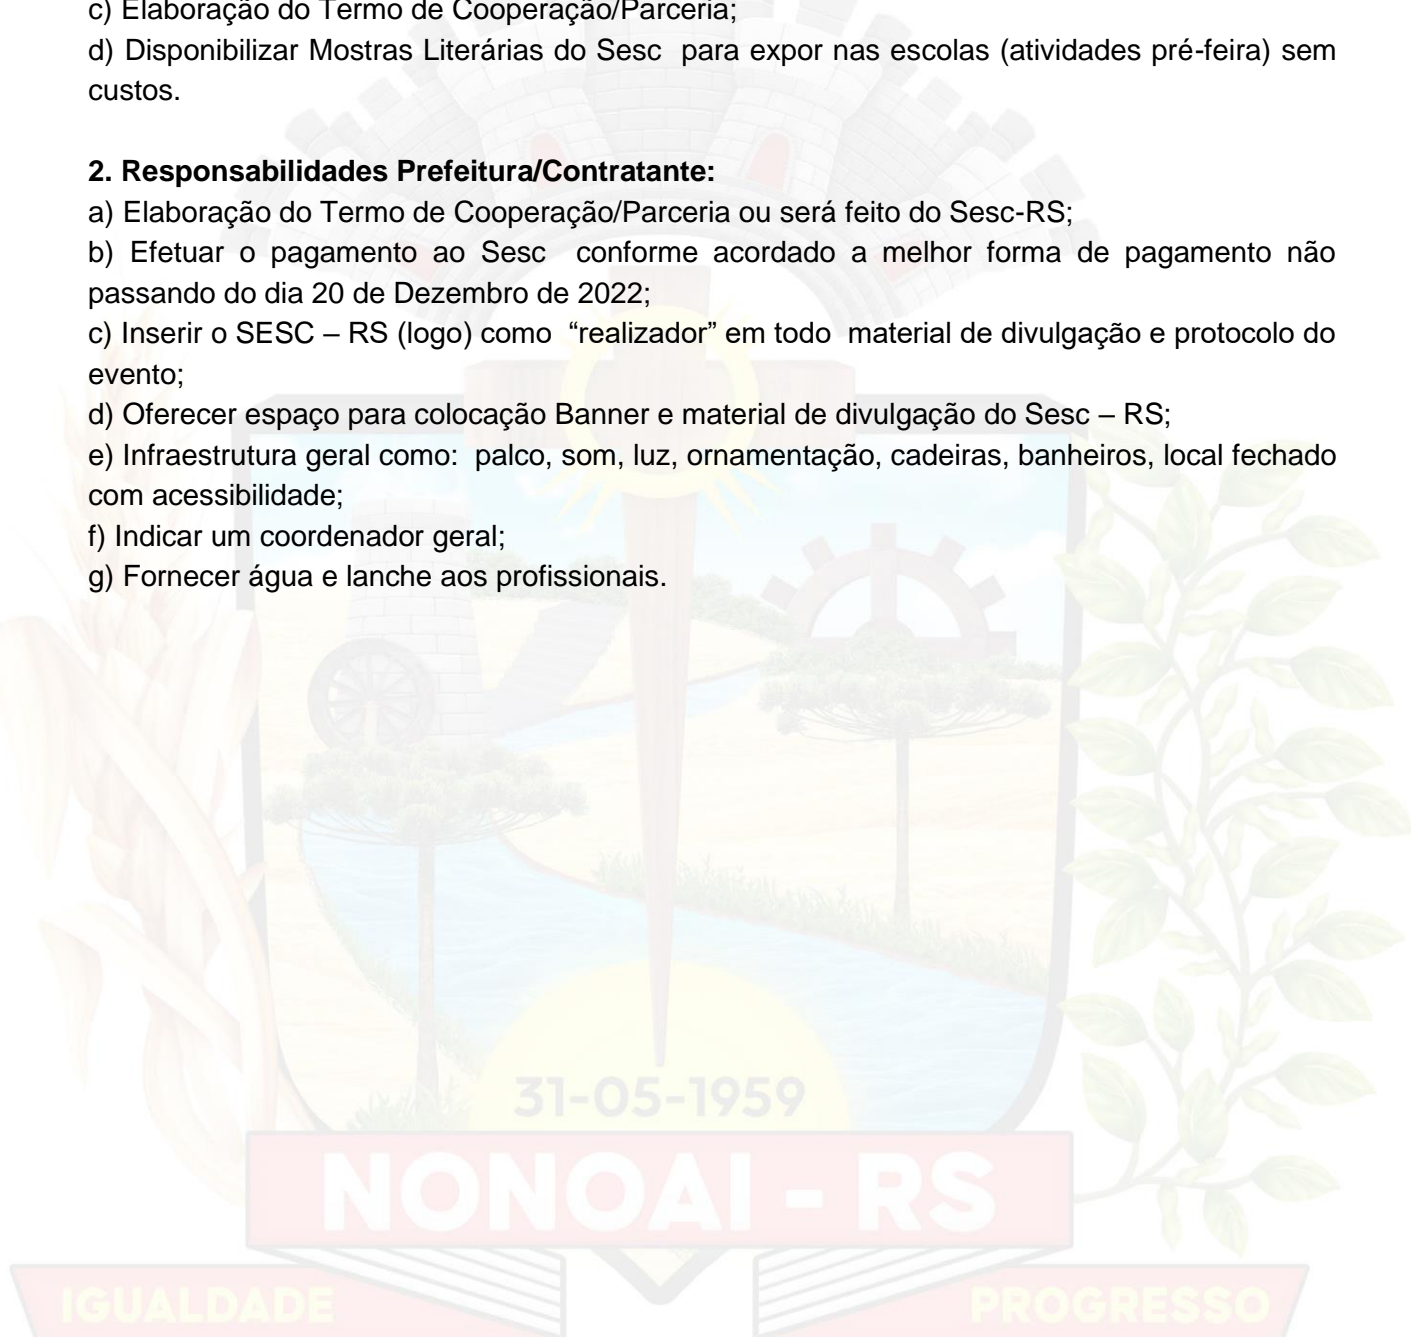 c) Elaboração do Termo de Cooperação/Parceria;
d) Disponibilizar Mostras Literárias do Sesc para expor nas escolas (atividades pré-feira) sem
custos.
2. Responsabilidades Prefeitura/Contratante:
a) Elaboração do Termo de Cooperação/Parceria ou será feito do Sesc-RS;
b) Efetuar o pagamento ao Sesc conforme acordado a melhor forma de pagamento não
passando do dia 20 de Dezembro de 2022;
c) Inserir o SESC – RS (logo) como “realizador” em todo material de divulgação e protocolo do
evento;
d) Oferecer espaço para colocação Banner e material de divulgação do Sesc – RS;
e) Infraestrutura geral como: palco, som, luz, ornamentação, cadeiras, banheiros, local fechado
com acessibilidade;
f) Indicar um coordenador geral;
g) Fornecer água e lanche aos profissionais.
31-05-1959
NONOAI - RS
IGUALDADE
PROGRESSO